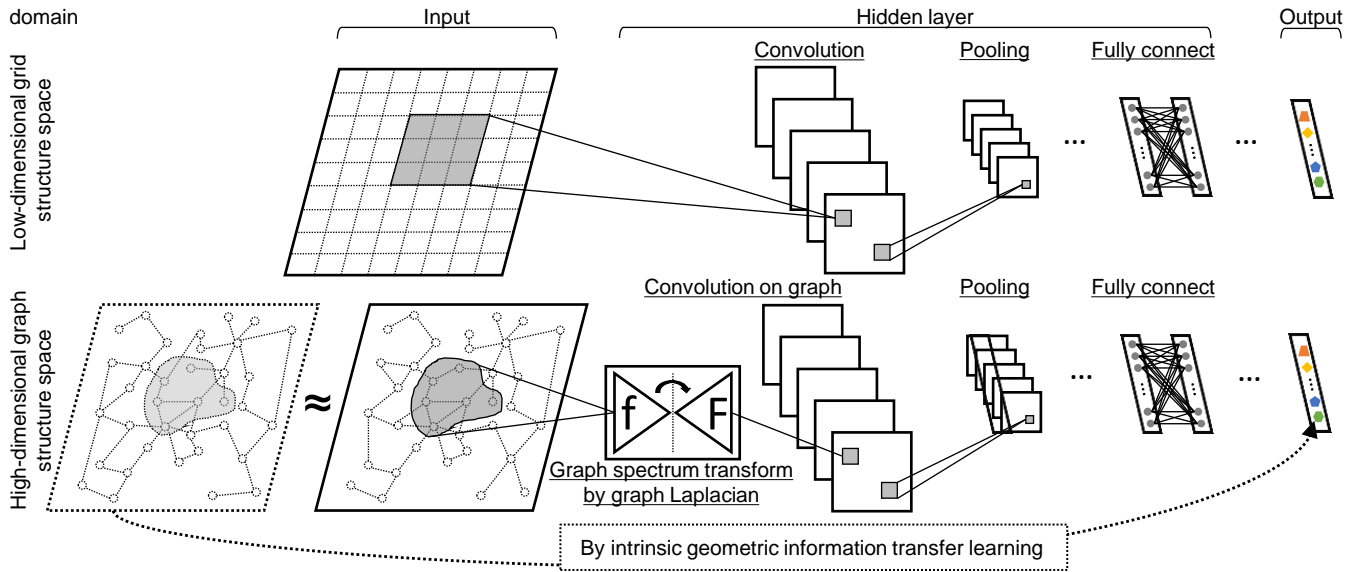 domain
Input
Hidden layer
Output
Low-dimensional grid
structure space
Convolution
Pooling
Fully connect
...
...
High-dimensional graph
structure space
≈
f
F
Graph spectrum transform
by graph Laplacian
Convolution on graph
Pooling
Fully connect
...
...
By intrinsic geometric information transfer learning